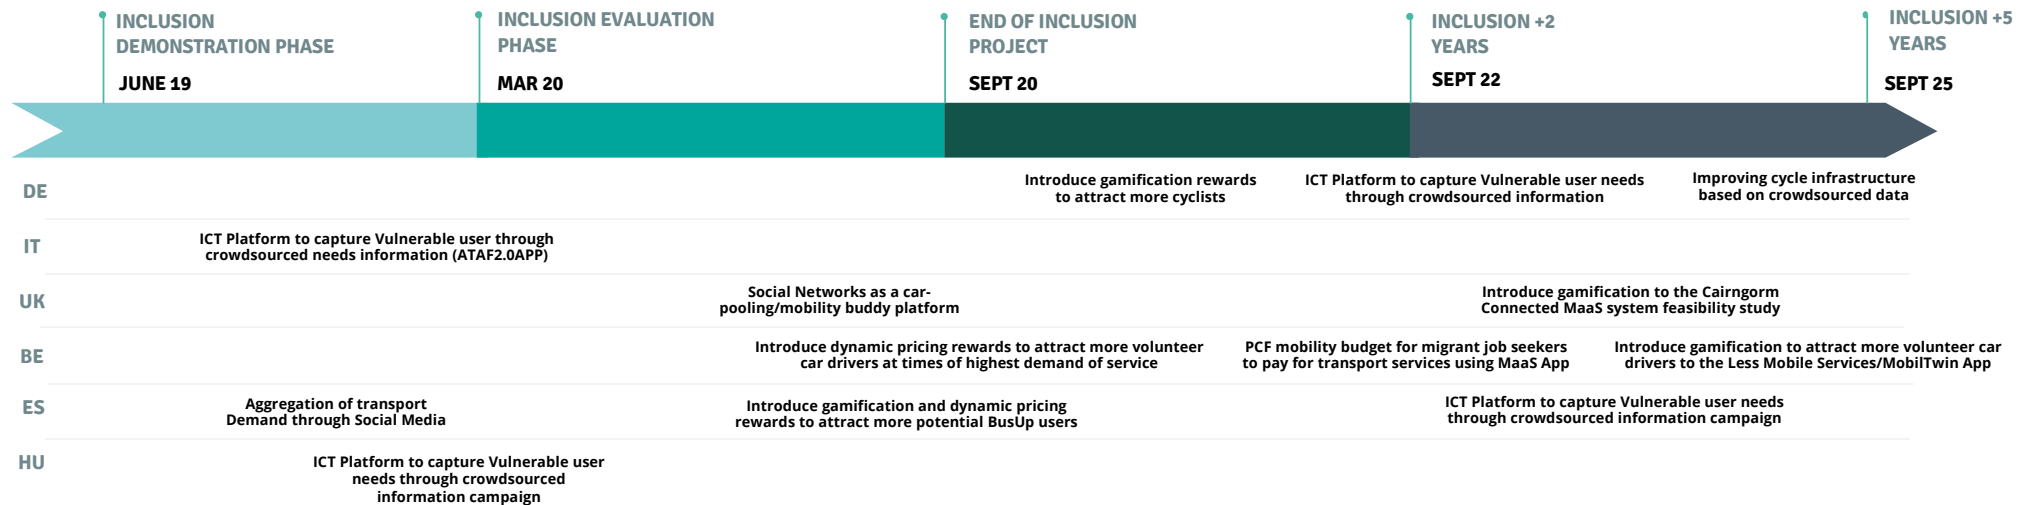 INCLUSION
DEMONSTRATION PHASE
JUNE 19
INCLUSION EVALUATION
PHASE
MAR 20
END OF INCLUSION
PROJECT
SEPT 20
INCLUSION +2
YEARS
SEPT 22
INCLUSION +5
YEARS
SEPT 25
DE
Introduce gamification rewards
to attract more cyclists
ICT Platform to capture Vulnerable user needs
through crowdsourced information
Improving cycle infrastructure
based on crowdsourced data
IT
ICT Platform to capture Vulnerable user through
crowdsourced needs information (ATAF2.0APP)
UK
Social Networks as a car-
pooling/mobility buddy platform
Introduce gamification to the Cairngorm
Connected MaaS system feasibility study
BE
Introduce dynamic pricing rewards to attract more volunteer
car drivers at times of highest demand of service
PCF mobility budget for migrant job seekers
to pay for transport services using MaaS App
Introduce gamification to attract more volunteer car
drivers to the Less Mobile Services/MobilTwin App
ES
Aggregation of transport
Demand through Social Media
Introduce gamification and dynamic pricing
rewards to attract more potential BusUp users
ICT Platform to capture Vulnerable user needs
through crowdsourced information campaign
HU
ICT Platform to capture Vulnerable user
needs through crowdsourced
information campaign